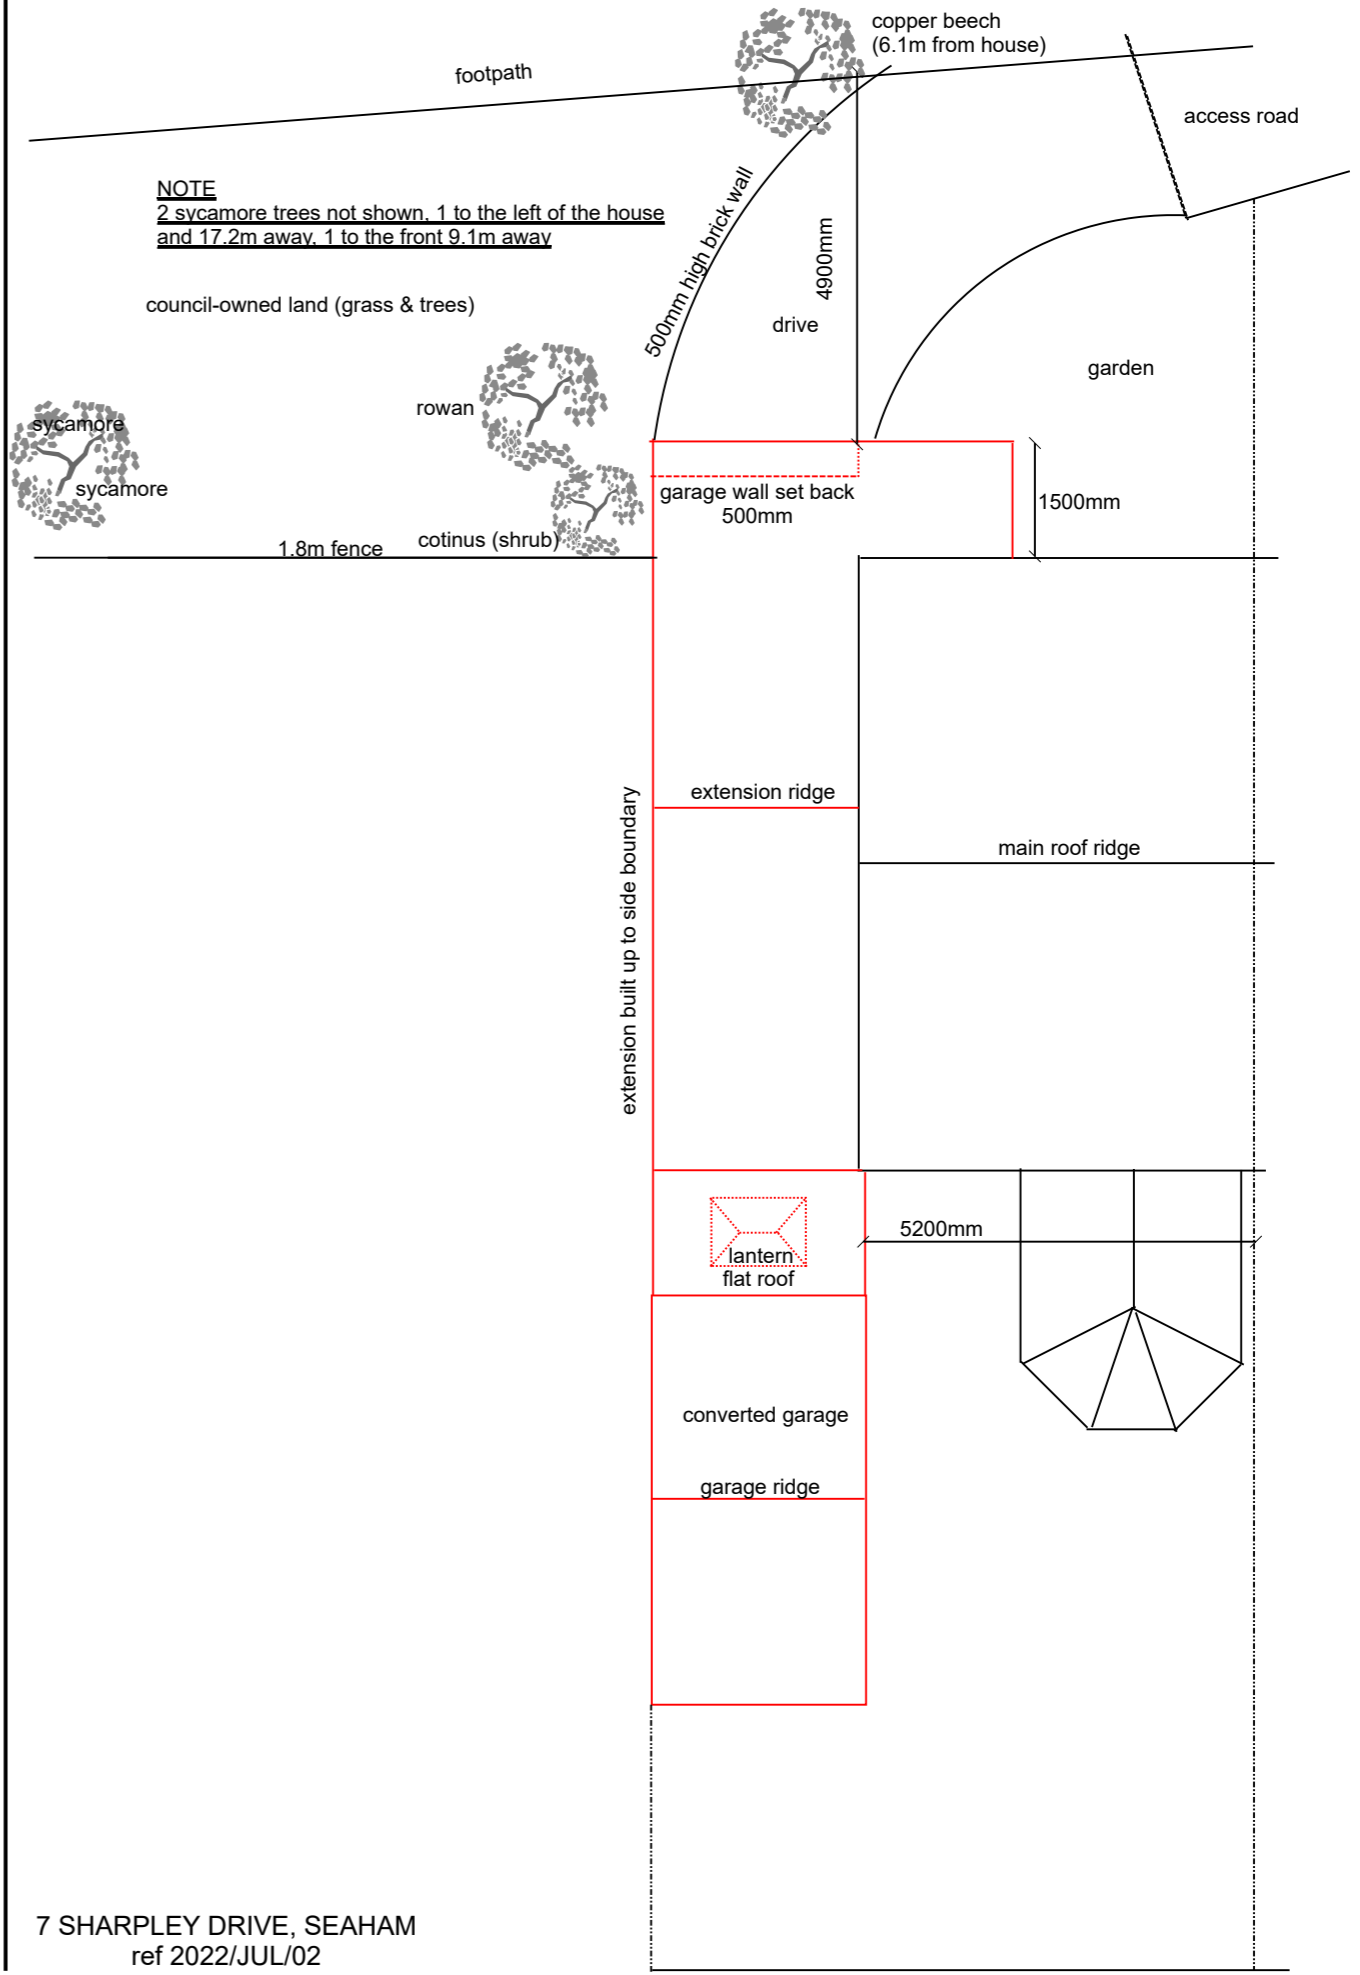 copper beech
(6.1m from house)
footpath
access road
NOTE
2 sycamore trees not shown, 1 to the left of the house
and 17.2m away, 1 to the front 9.1m away
500mm high brick wall
4900mm
council-owned land (grass & trees)
drive
garden
rowan
sycamore
sycamore
garage wall set back
500mm
1500mm
cotinus (shrub)
1.8m fence
extension ridge
main roof ridge
extension built up to side boundary
5200mm
lantern
flat roof
converted garage
garage ridge
7 SHARPLEY DRIVE, SEAHAM
ref 2022/JUL/02